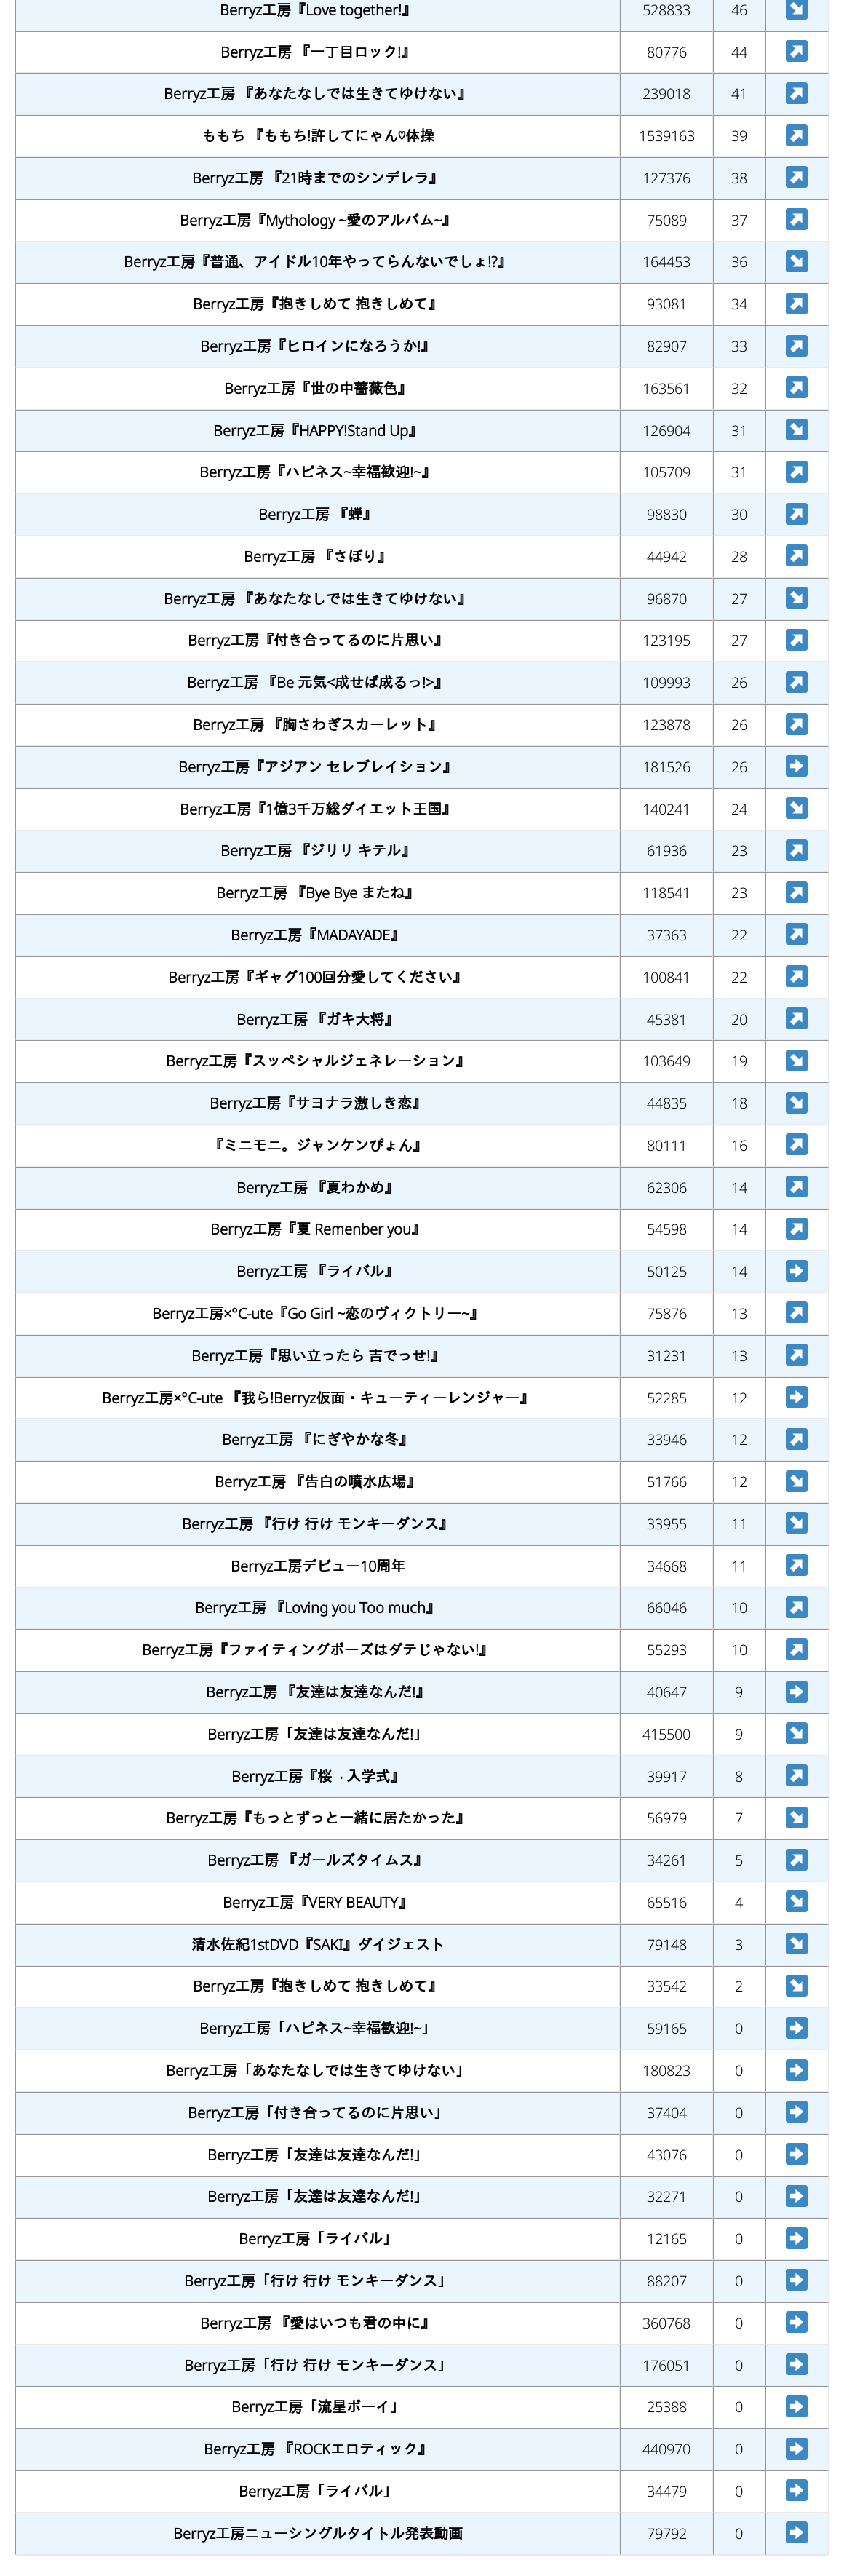 Berryz工房『Love together!』 528833 46 ↘
Berryz工房 『一丁目ロック!』 80776 44 ↗
Berryz工房 『あなたなしでは生きてゆけない』 239018 41 ↗
ももち 『ももち!許してにゃん♡体操 1539163 39 ↗
Berryz工房 『21時までのシンデレラ』 127376 38 ↗
Berryz工房『Mythology ~愛のアルバム~』 75089 37 ↗
Berryz工房『普通、アイドル10年やってらんないでしょ!?』 164453 36 ↘
Berryz工房『抱きしめて 抱きしめて』 93081 34 ↗
Berryz工房『ヒロインになろうか!』 82907 33 ↗
Berryz工房『世の中薔薇色』 163561 32 ↗
Berryz工房『HAPPY!Stand Up』 126904 31 ↘
Berryz工房『ハピネス~幸福歓迎!~』 105709 31 ↗
Berryz工房 『蝉』 98830 30 ↗
Berryz工房 『さぼり』 44942 28 ↗
Berryz工房 『あなたなしでは生きてゆけない』 96870 27 ↘
Berryz工房『付き合ってるのに片思い』 123195 27 ↗
Berryz工房 『Be 元気<成せば成るっ!>』 109993 26 ↗
Berryz工房 『胸さわぎスカーレット』 123878 26 ↗
Berryz工房『アジアン セレブレイション』 181526 26 ➡
Berryz工房『1億3千万総ダイエット王国』 140241 24 ↘
Berryz工房 『ジリリ キテル』 61936 23 ↗
Berryz工房 『Bye Bye またね』 118541 23 ↗
Berryz工房『MADAYADE』 37363 22 ↗
Berryz工房『ギャグ100回分愛してください』 100841 22 ↗
Berryz工房 『ガキ大将』 45381 20 ↗
Berryz工房『スッペシャルジェネレーション』 103649 19 ↘
Berryz工房『サヨナラ激しき恋』 44835 18 ↘
『ミニモニ。ジャンケンぴょん』 80111 16 ↗
Berryz工房 『夏わかめ』 62306 14 ↗
Berryz工房『夏 Remenber you』 54598 14 ↗
Berryz工房 『ライバル』 50125 14 ➡
Berryz工房×°C-ute『Go Girl ~恋のヴィクトリー~』 75876 13 ↗
Berryz工房『思い立ったら 吉でっせ!』 31231 13 ↗
Berryz工房×°C-ute 『我ら!Berryz仮面・キューティーレンジャー』 52285 12 ➡
Berryz工房 『にぎやかな冬』 33946 12 ↗
Berryz工房 『告白の噴水広場』 51766 12 ↘
Berryz工房 『行け 行け モンキーダンス』 33955 11 ↘
Berryz工房デビュー10周年 34668 11 ↗
Berryz工房 『Loving you Too much』 66046 10 ↗
Berryz工房『ファイティングポーズはダテじゃない!』 55293 10 ↗
Berryz工房 『友達は友達なんだ!』 40647 9 ➡
Berryz工房「友達は友達なんだ!」 415500 9 ↘
Berryz工房『桜→入学式』 39917 8 ↗
Berryz工房『もっとずっと一緒に居たかった』 56979 7 ↘
Berryz工房 『ガールズタイムス』 34261 5 ↗
Berryz工房『VERY BEAUTY』 65516 4 ↘
清水佐紀1stDVD『SAKI』ダイジェスト 79148 3 ↘
Berryz工房『抱きしめて 抱きしめて』 33542 2 ↘
Berryz工房「ハピネス~幸福歓迎!~」 59165 0 ➡
Berryz工房「あなたなしでは生きてゆけない」 180823 0 ➡
Berryz工房「付き合ってるのに片思い」 37404 0 ➡
Berryz工房「友達は友達なんだ!」 43076 0 ➡
Berryz工房「友達は友達なんだ!」 32271 0 ➡
Berryz工房「ライバル」 12165 0 ➡
Berryz工房「行け 行け モンキーダンス」 88207 0 ➡
Berryz工房 『愛はいつも君の中に』 360768 0 ➡
Berryz工房「行け 行け モンキーダンス」 176051 0 ➡
Berryz工房「流星ボーイ」 25388 0 ➡
Berryz工房 『ROCKエロティック』 440970 0 ➡
Berryz工房「ライバル」 34479 0 ➡
Berryz工房ニューシングルタイトル発表動画 79792 0 ➡